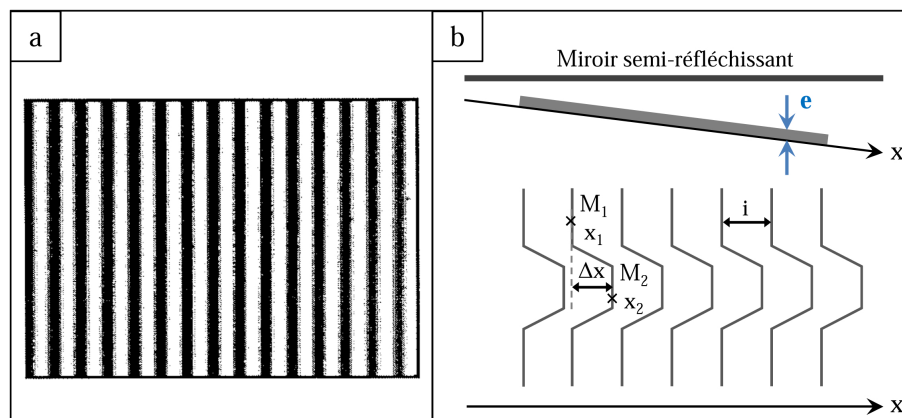 a
b
Miroir semi-réfléchissant
e
x
M₁
x₁
i
Δx
M₂
x₂
x